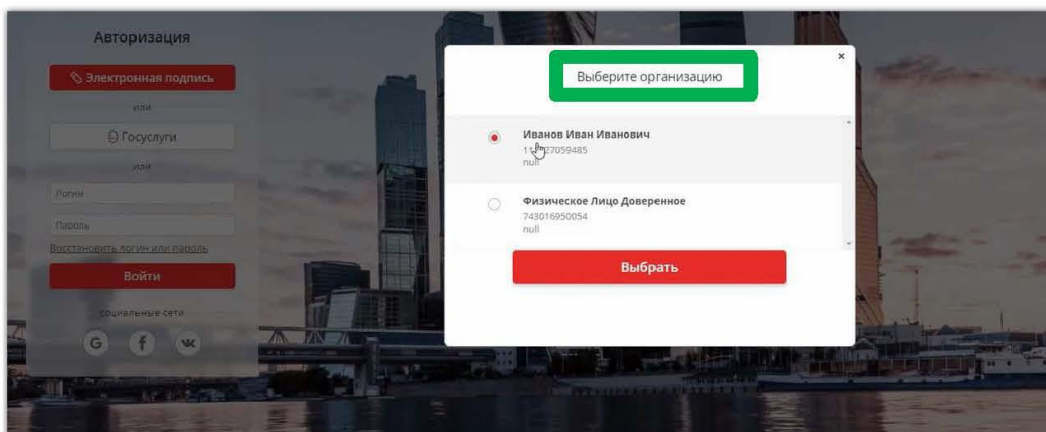 Авторизация
Электронная подпись
или
Госуслуги
или
Логин
Пароль
Восстановить логин или пароль
Войти
социальные сети
G f
Выберите организацию
×
Иванов Иван Иванович
null
Физическое Лицо Доверенное
743016950054
null
Выбрать